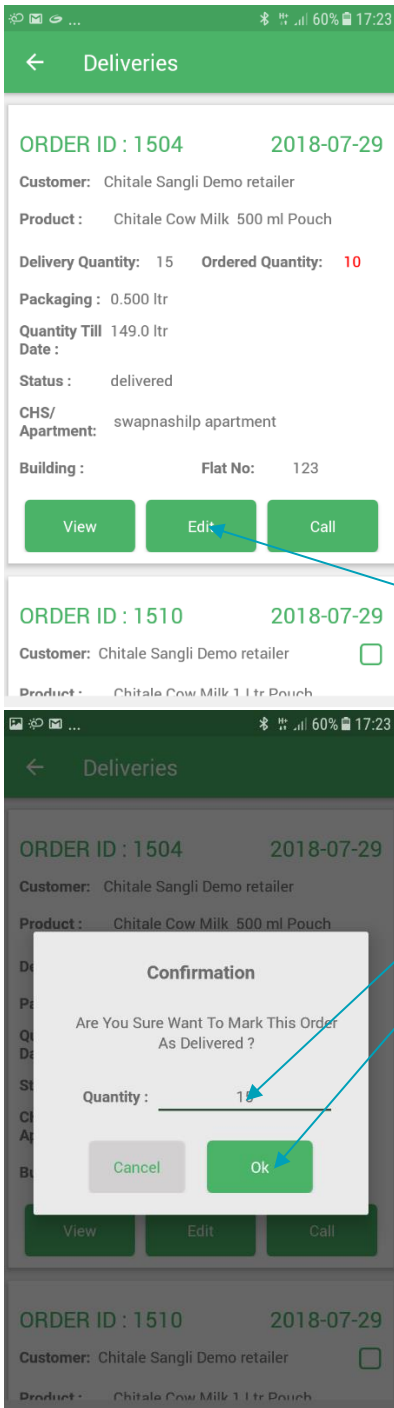 ... 60% 17:23
Deliveries
ORDER ID : 1504 2018-07-29
Customer: Chitale Sangli Demo retailer
Product : Chitale Cow Milk 500 ml Pouch
Delivery Quantity: 15 Ordered Quantity: 10
Packaging : 0.500 ltr
Quantity Till 149.0 ltr
Date :
Status : delivered
CHS/
Apartment: swapnashilp apartment
Building : Flat No: 123
View Edit Call
ORDER ID : 1510 2018-07-29
Customer: Chitale Sangli Demo retailer
Product : Chitale Cow Milk 1 Ltr Pouch
... 60% 17:23
Deliveries
ORDER ID : 1504 2018-07-29
Customer: Chitale Sangli Demo retailer
Product : Chitale Cow Milk 500 ml Pouch
Confirmation
Are You Sure Want To Mark This Order
As Delivered ?
Quantity : 15
Cancel Ok
View Edit Call
ORDER ID : 1510 2018-07-29
Customer: Chitale Sangli Demo retailer
Product : Chitale Cow Milk 1 Ltr Pouch